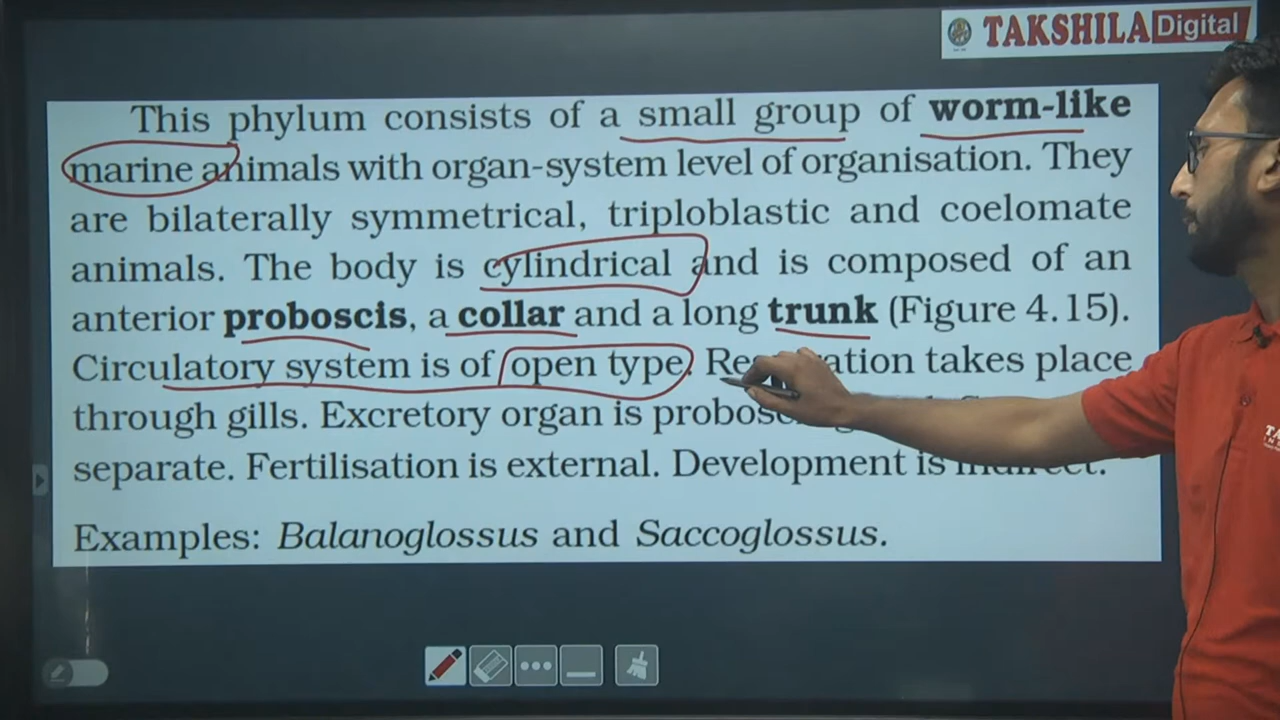 TAKSHILA Digital
This phylum consists of a small group of worm-like
marine animals with organ-system level of organisation. They
are bilaterally symmetrical, triploblastic and coelomate
animals. The body is cylindrical and is composed of an
anterior proboscis, a collar and a long trunk (Figure 4.15).
Circulatory system is of open type. takes place
through gills. Excretory organ is
separate. Fertilisation is external. Development is indirect.
Examples: Balanoglossus and Saccoglossus.